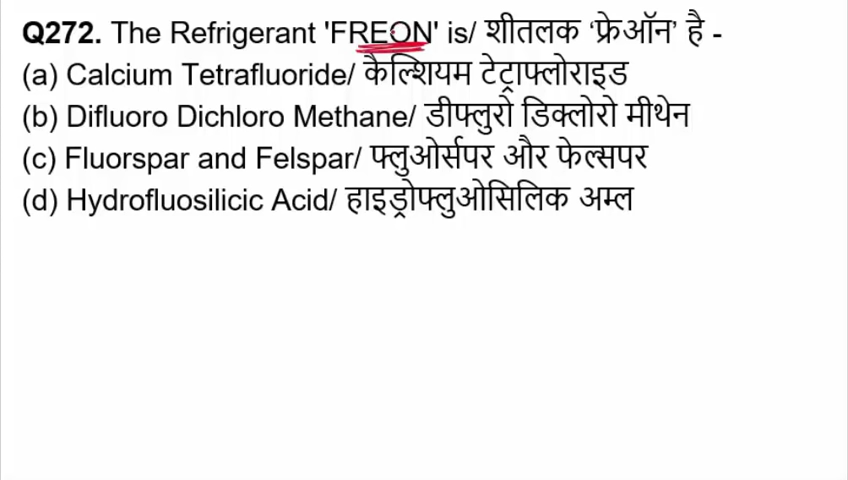 Q272. The Refrigerant 'FREON' is/ शीतलक ‘फ्रेऑन’ है -
(a) Calcium Tetrafluoride/ कैल्शियम टेट्राफ्लोराइड
(b) Difluoro Dichloro Methane/ डीफ्लुरो डिक्लोरो मीथेन
(c) Fluorspar and Felspar/ फ्लुओर्सपर और फेल्सपर
(d) Hydrofluosilicic Acid/ हाइड्रोफ्लुओसिलिक अम्ल